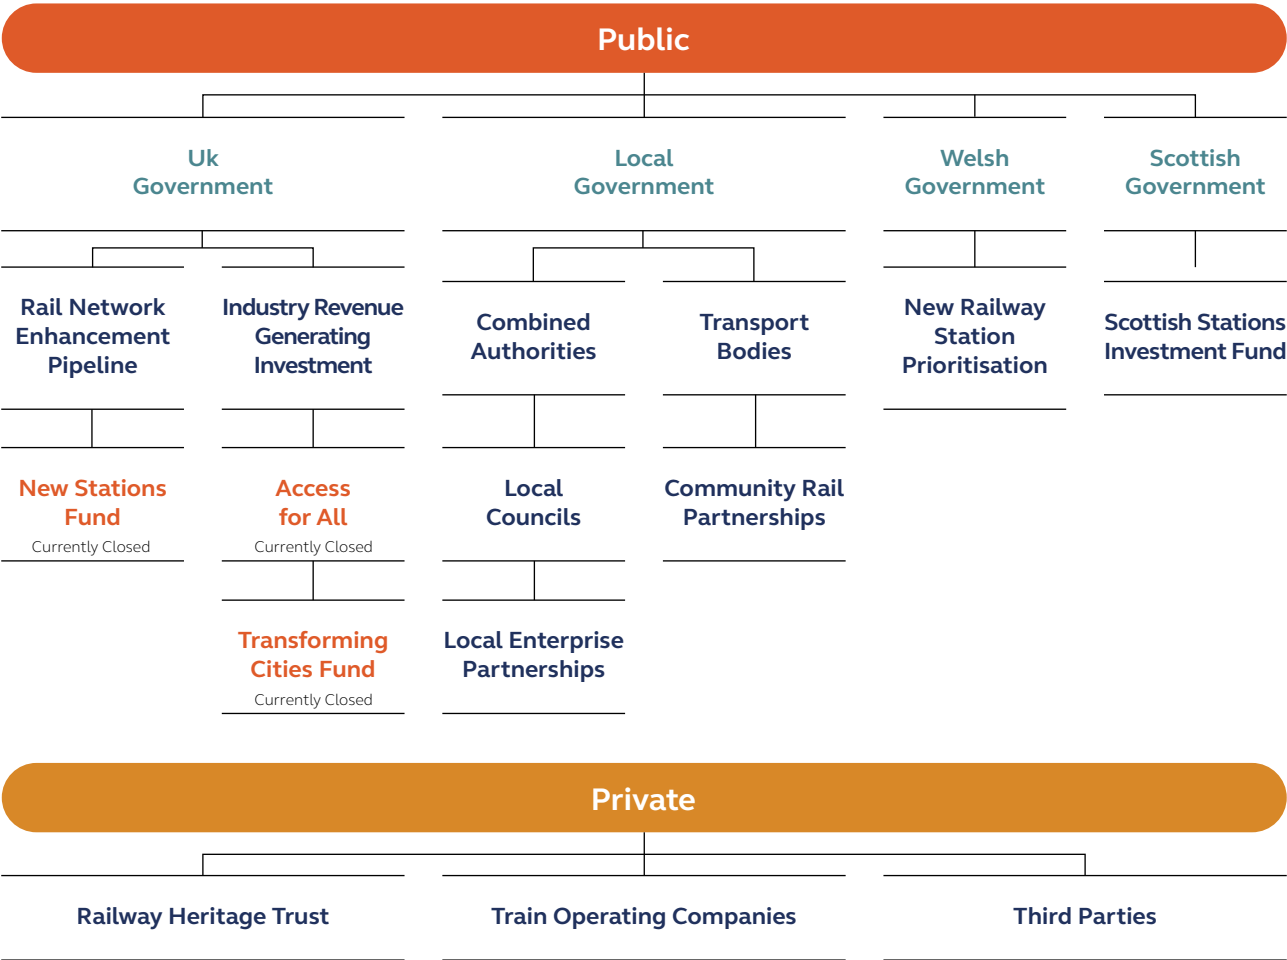 Public
Uk
Government
Local
Government
Welsh
Government
Scottish
Government
Rail Network
Enhancement
Pipeline
Industry Revenue
Generating
Investment
Combined
Authorities
Transport
Bodies
New Railway
Station
Prioritisation
Scottish Stations
Investment Fund
New Stations
Fund
Currently Closed
Access
for All
Currently Closed
Local
Councils
Community Rail
Partnerships
Transforming
Cities Fund
Currently Closed
Local Enterprise
Partnerships
Private
Railway Heritage Trust
Train Operating Companies
Third Parties